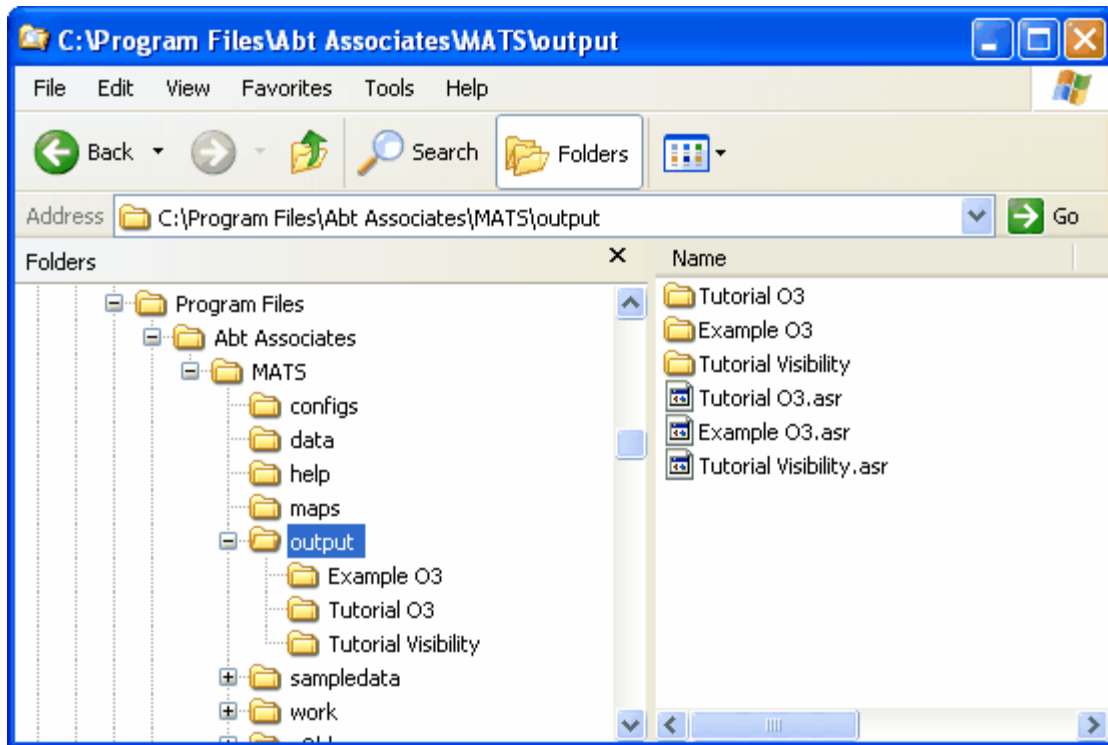 C:\Program Files\Abt Associates\MATS\output
File Edit View Favorites Tools Help
Back Search Folders
Address C:\Program Files\Abt Associates\MATS\output Go
Folders
Program Files
Abt Associates
MATS
configs
data
help
maps
output
Example O3
Tutorial O3
Tutorial Visibility
sampledata
work
Name
Tutorial O3
Example O3
Tutorial Visibility
Tutorial O3.asr
Example O3.asr
Tutorial Visibility.asr